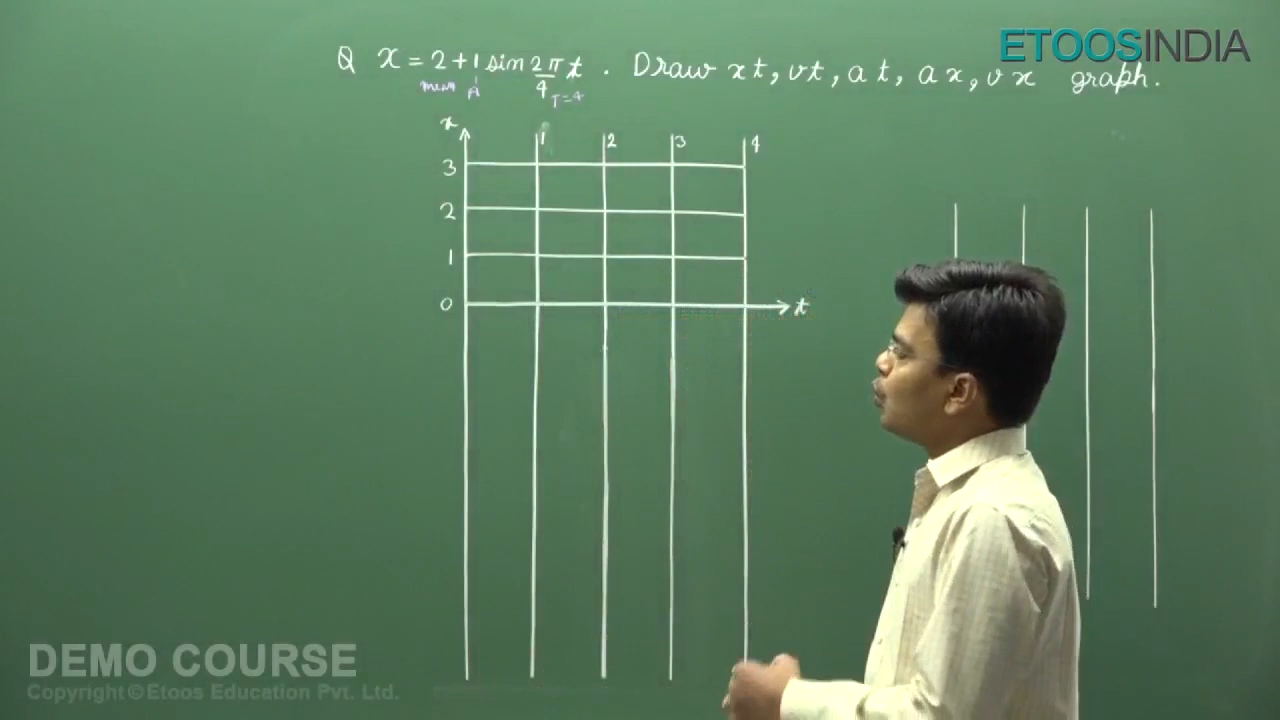 ETOOSINDIA
Q x = 2 + 1 sin 2π/4 t . Draw xt, vt, at, ax, vx graph.
mean A T=4
x
1 2 3 4
3
2
1
0 t
DEMO COURSE
Copyright © Etoos Education Pvt. Ltd.